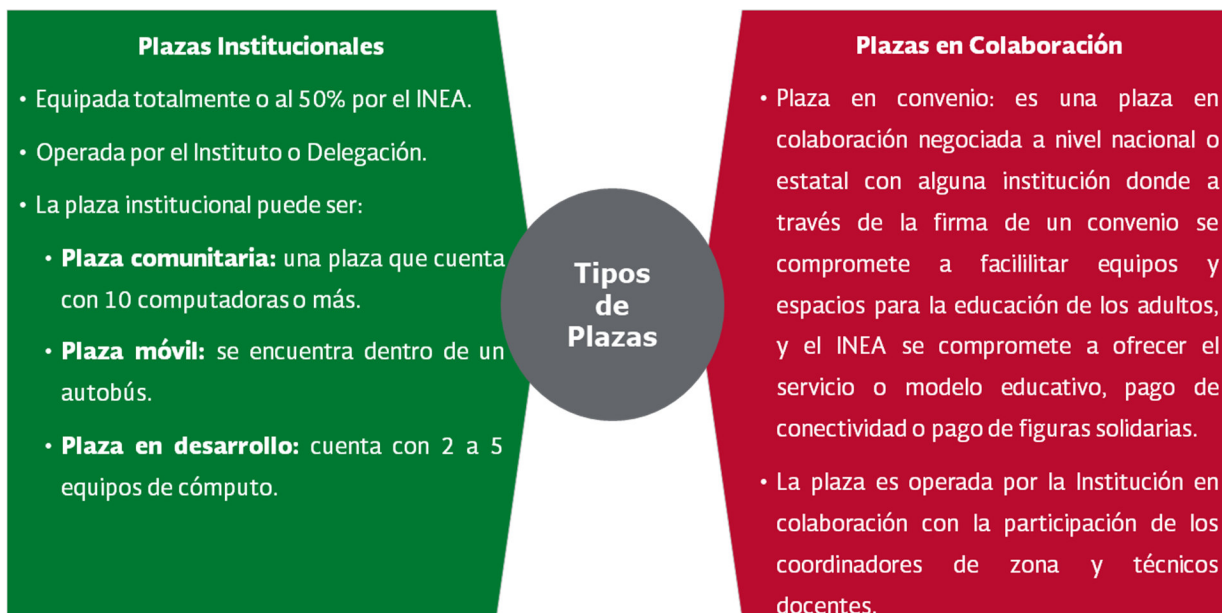 Plazas Institucionales
• Equipada totalmente o al 50% por el INEA.
• Operada por el Instituto o Delegación.
• La plaza institucional puede ser:
• Plaza comunitaria: una plaza que cuenta
con 10 computadoras o más.
• Plaza móvil: se encuentra dentro de un
autobús.
• Plaza en desarrollo: cuenta con 2 a 5
equipos de cómputo.
Tipos
de
Plazas
Plazas en Colaboración
• Plaza en convenio: es una plaza en
colaboración negociada a nivel nacional o
estatal con alguna institución donde a
través de la firma de un convenio se
compromete a facililitar equipos y
espacios para la educación de los adultos,
y el INEA se compromete a ofrecer el
servicio o modelo educativo, pago de
conectividad o pago de figuras solidarias.
• La plaza es operada por la Institución en
colaboración con la participación de los
coordinadores de zona y técnicos
docentes.